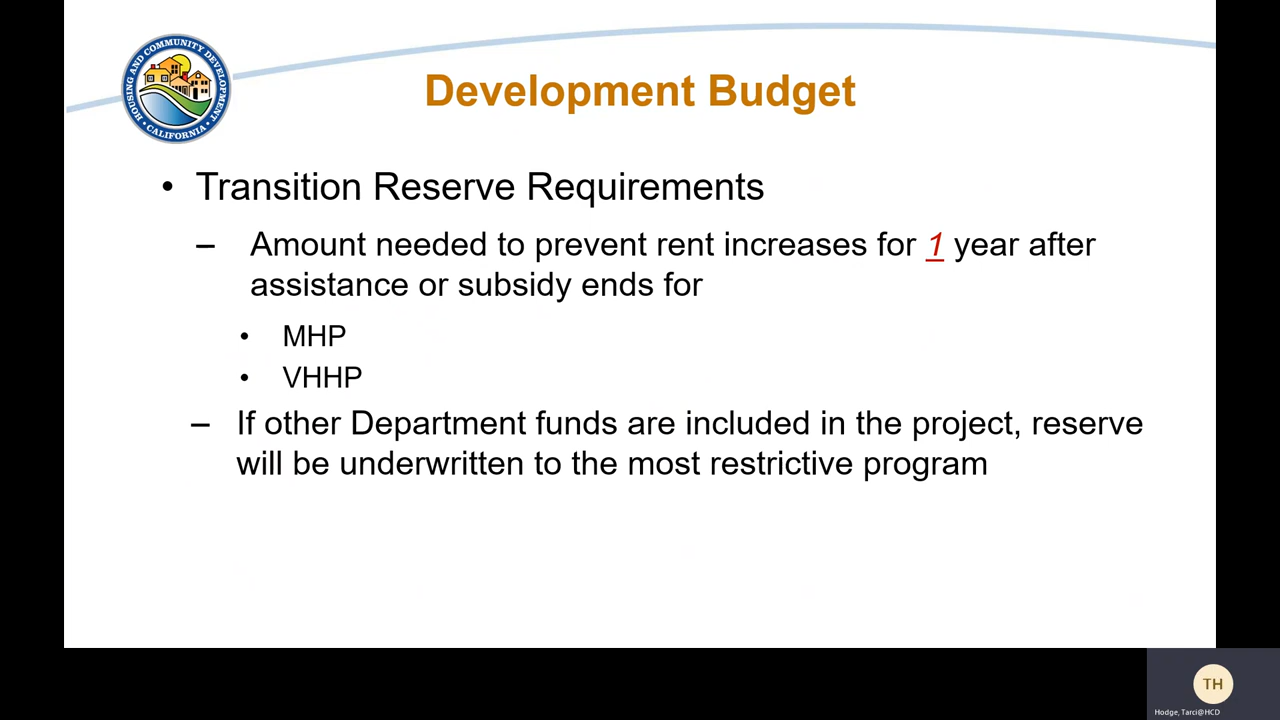 HOUSING AND COMMUNITY DEVELOPMENT
• CALIFORNIA •
Development Budget
• Transition Reserve Requirements
– Amount needed to prevent rent increases for 1 year after
assistance or subsidy ends for
• MHP
• VHHP
– If other Department funds are included in the project, reserve
will be underwritten to the most restrictive program
TH
Hodge, Tarci@HCD